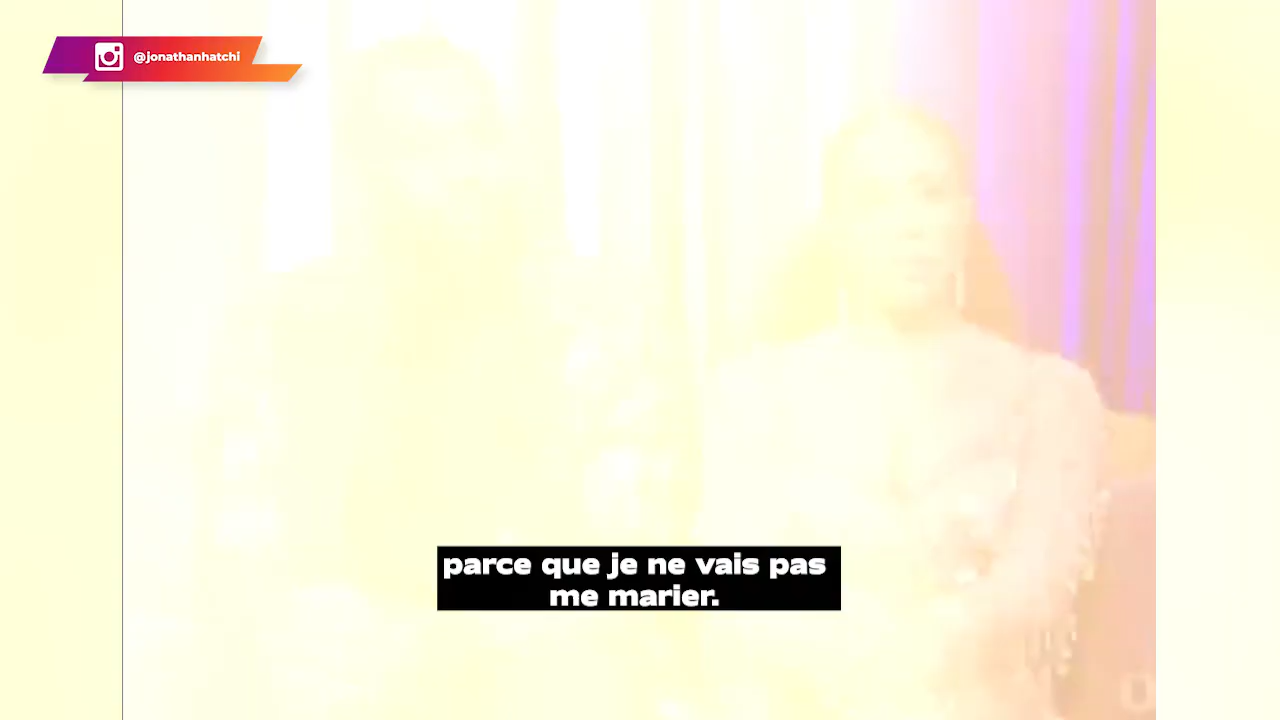 @jonathanhatchi
parce que je ne vais pas
me marier.